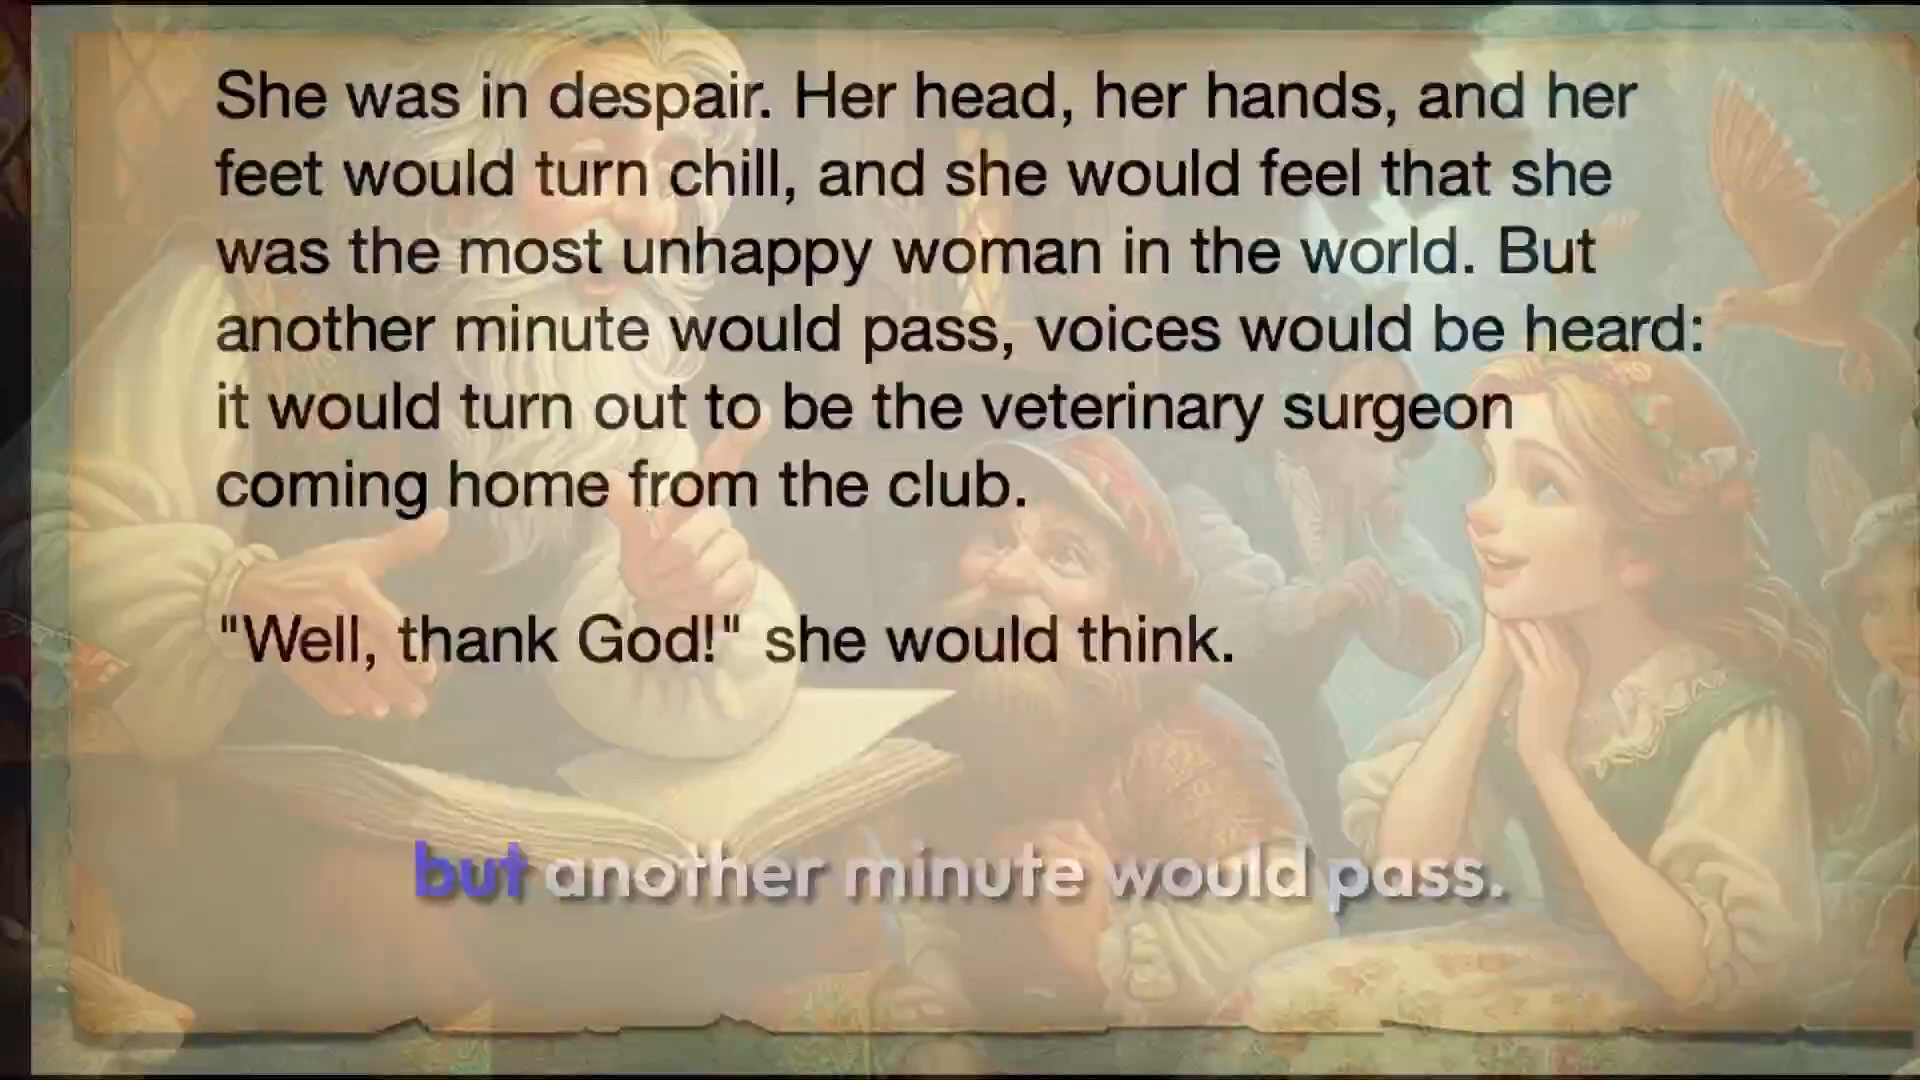 She was in despair. Her head, her hands, and her
feet would turn chill, and she would feel that she
was the most unhappy woman in the world. But
another minute would pass, voices would be heard:
it would turn out to be the veterinary surgeon
coming home from the club.
"Well, thank God!" she would think.
but another minute would pass.